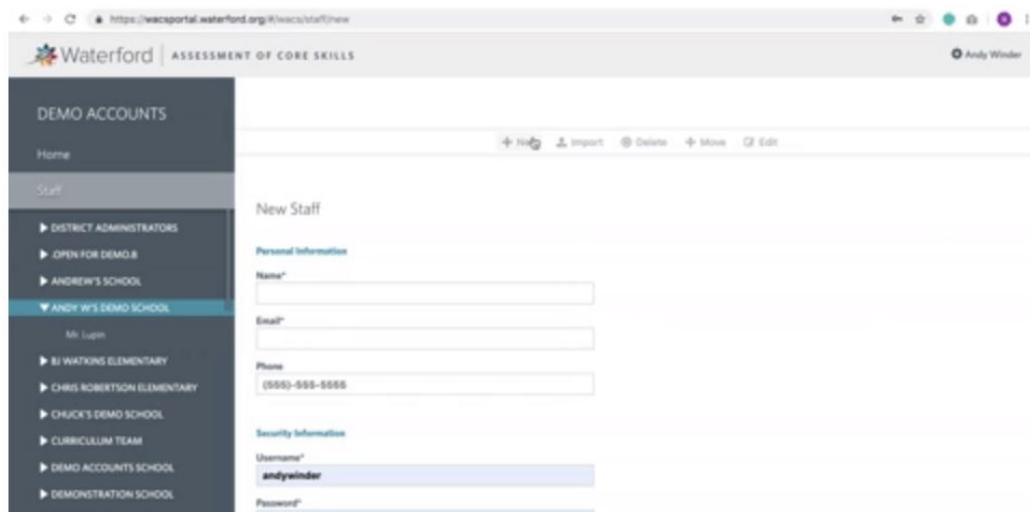 https://wacsportal.waterford.org/#/wacs/staff/new
Waterford | ASSESSMENT OF CORE SKILLS
Andy Winder
DEMO ACCOUNTS
Home
Staff
DISTRICT ADMINISTRATORS
.OPEN FOR DEMO.8
ANDREW'S SCHOOL
ANDY W'S DEMO SCHOOL
Mr. Lupin
BJ WATKINS ELEMENTARY
CHRIS ROBERTSON ELEMENTARY
CHUCK'S DEMO SCHOOL
CURRICULUM TEAM
DEMO ACCOUNTS SCHOOL
DEMONSTRATION SCHOOL
Import Delete Move Edit
New Staff
Personal Information
Name*
Email*
Phone
(555)-555-5555
Security Information
Username*
andywinder
Password*